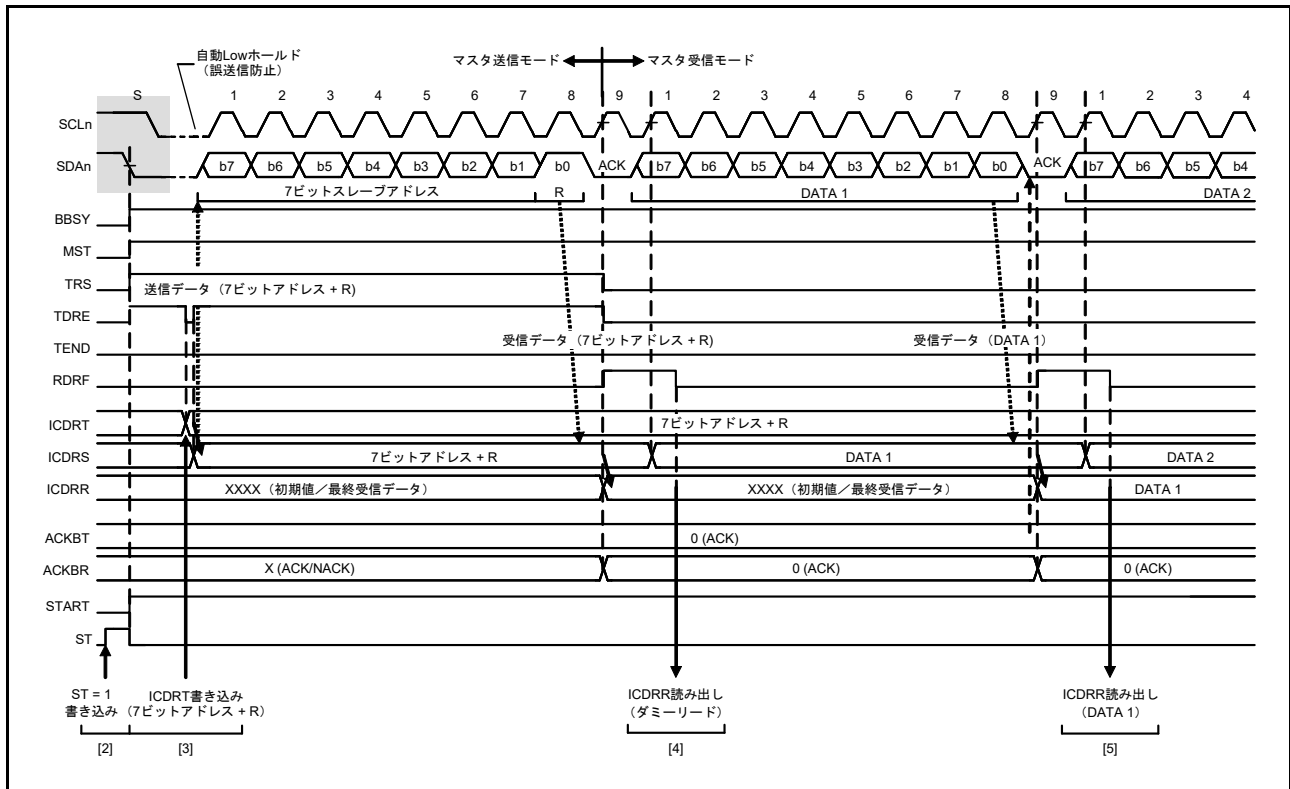 自動Lowホールド
（誤送信防止）
マスタ送信モード
マスタ受信モード
S 1 2 3 4 5 6 7 8 9 1 2 3 4 5 6 7 8 9 1 2 3 4
SCLn
SDAn b7 b6 b5 b4 b3 b2 b1 b0 ACK b7 b6 b5 b4 b3 b2 b1 b0 ACK b7 b6 b5 b4
7ビットスレーブアドレス R DATA 1 DATA 2
BBSY
MST
TRS
送信データ（7ビットアドレス + R)
TDRE
受信データ（7ビットアドレス + R) 受信データ（DATA 1）
TEND
RDRF
ICDRT 7ビットアドレス + R
ICDRS 7ビットアドレス + R DATA 1 DATA 2
ICDRR XXXX（初期値／最終受信データ） XXXX（初期値／最終受信データ） DATA 1
ACKBT 0 (ACK)
ACKBR X (ACK/NACK) 0 (ACK) 0 (ACK)
START
ST
ST = 1
書き込み
ICDRT書き込み
（7ビットアドレス + R）
ICDRR読み出し
（ダミーリード）
ICDRR読み出し
（DATA 1）
[2] [3] [4] [5]